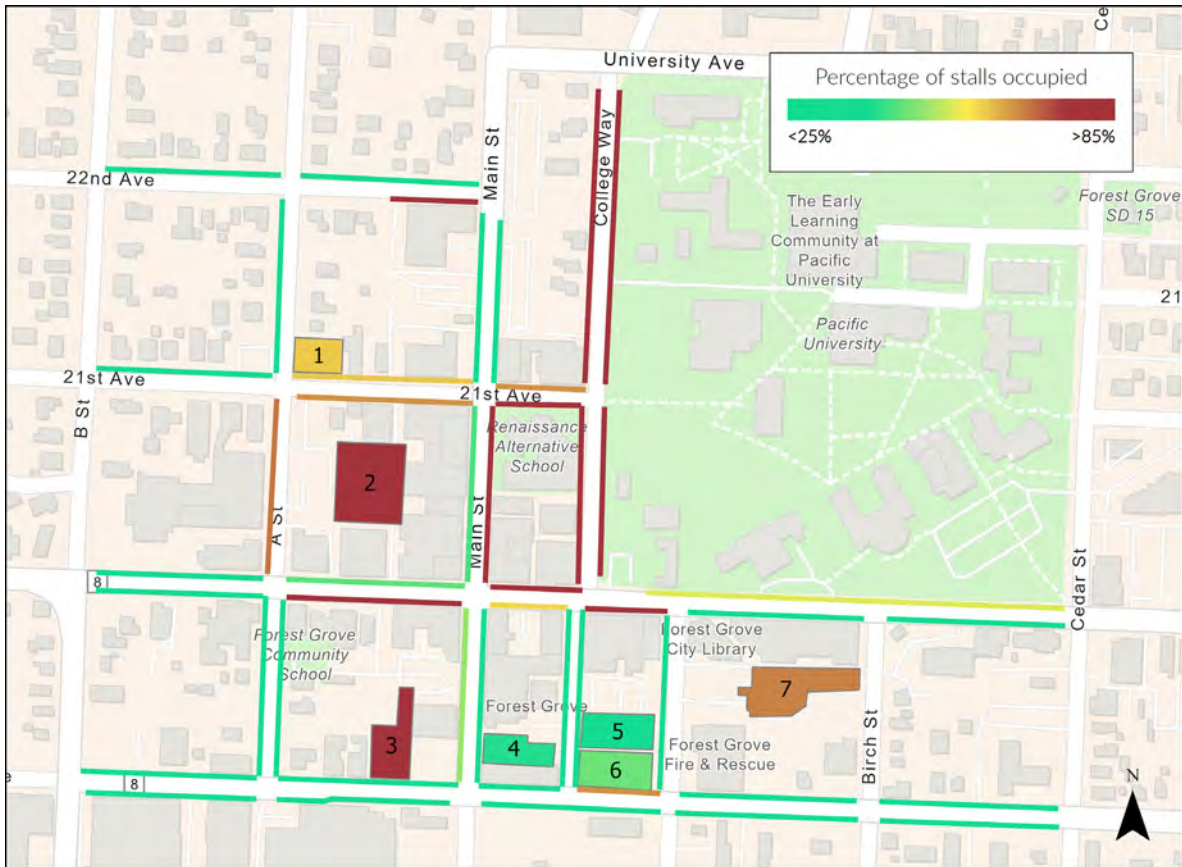 Ce
University Ave
Percentage of stalls occupied
<25%
>85%
Main St
College Way
22nd Ave
The Early
Learning
Community at
Pacific
University
Forest Grove
SD 15
21
Pacific
University
1
21st Ave
21st Ave
B St
Renaissance
Alternative
School
2
A St
Main St
8
Cedar St
Forest Grove
Community
School
Forest Grove
City Library
7
Forest Grove
5
3
4
6
Forest Grove
Fire & Rescue
Birch St
e
8
N